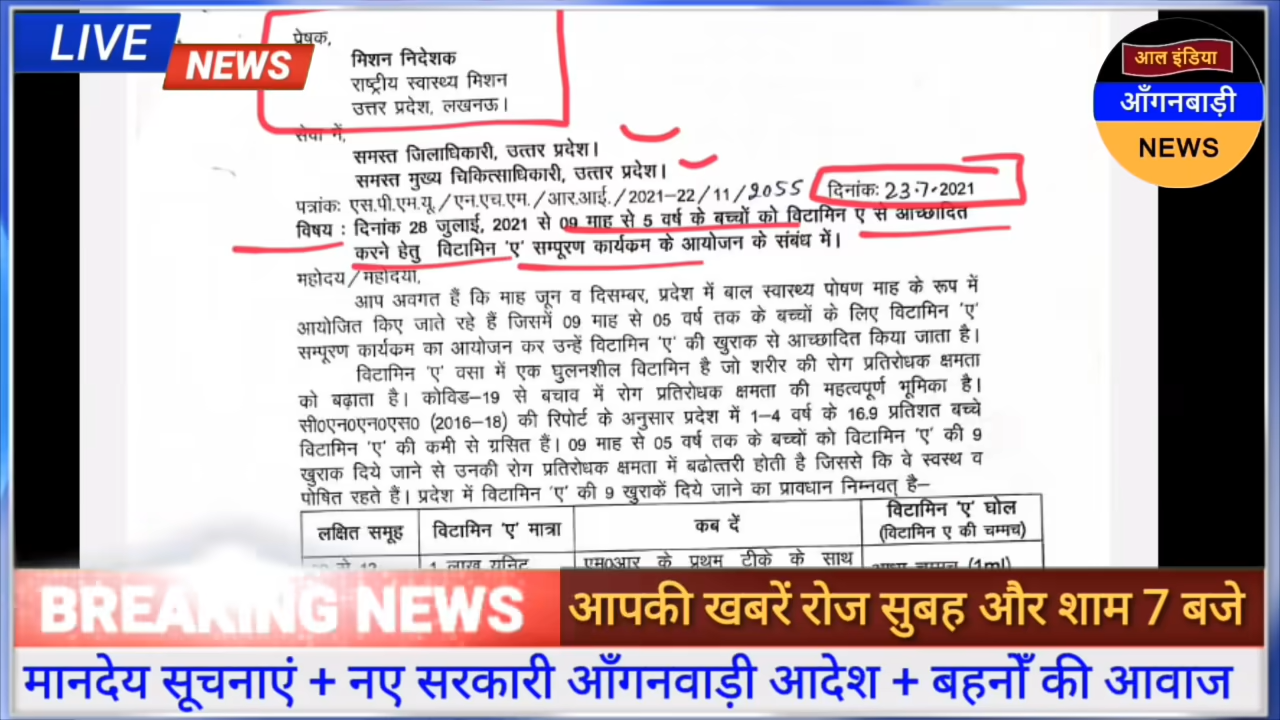 LIVE
NEWS
आल इंडिया
आँगनबाड़ी
NEWS
प्रेषक,
मिशन निदेशक
राष्ट्रीय स्वास्थ्य मिशन
उत्तर प्रदेश, लखनऊ।
सेवा में,
समस्त जिलाधिकारी, उत्तर प्रदेश।
समस्त मुख्य चिकित्साधिकारी, उत्तर प्रदेश।
पत्रांकः एस.पी.एम.यू./एन.एच.एम./आर.आई./2021-22/11/2055 दिनांकः 23.7.2021
विषय : दिनांक 28 जुलाई, 2021 से 09 माह से 5 वर्ष के बच्चों को विटामिन ए से आच्छादित
करने हेतु विटामिन 'ए' सम्पूरण कार्यक्रम के आयोजन के संबंध में।
महोदय/महोदया,
आप अवगत हैं कि माह जून व दिसम्बर, प्रदेश में बाल स्वास्थ्य पोषण माह के रूप में
आयोजित किए जाते रहे हैं जिसमें 09 माह से 05 वर्ष तक के बच्चों के लिए विटामिन 'ए'
सम्पूरण कार्यक्रम का आयोजन कर उन्हें विटामिन 'ए' की खुराक से आच्छादित किया जाता है।
विटामिन 'ए' वसा में एक घुलनशील विटामिन है जो शरीर की रोग प्रतिरोधक क्षमता
को बढ़ाता है। कोविड-19 से बचाव में रोग प्रतिरोधक क्षमता की महत्वपूर्ण भूमिका है।
सी0एन0एन0एस0 (2016-18) की रिपोर्ट के अनुसार प्रदेश में 1-4 वर्ष के 16.9 प्रतिशत बच्चे
विटामिन 'ए' की कमी से ग्रसित हैं। 09 माह से 05 वर्ष तक के बच्चों को विटामिन 'ए' की 9
खुराक दिये जाने से उनकी रोग प्रतिरोधक क्षमता में बढोत्तरी होती है जिससे कि वे स्वस्थ व
पोषित रहते हैं। प्रदेश में विटामिन 'ए' की 9 खुराकें दिये जाने का प्रावधान निम्नवत् है-
लक्षित समूह विटामिन 'ए' मात्रा कब दें विटामिन 'ए' घोल
(विटामिन ए की चम्मच)
1 लाख यूनिट एम0आर के प्रथम टीके के साथ (1ml)
BREAKING NEWS
आपकी खबरें रोज सुबह और शाम 7 बजे
मानदेय सूचनाएं + नए सरकारी आँगनवाड़ी आदेश + बहनोँ की आवाज